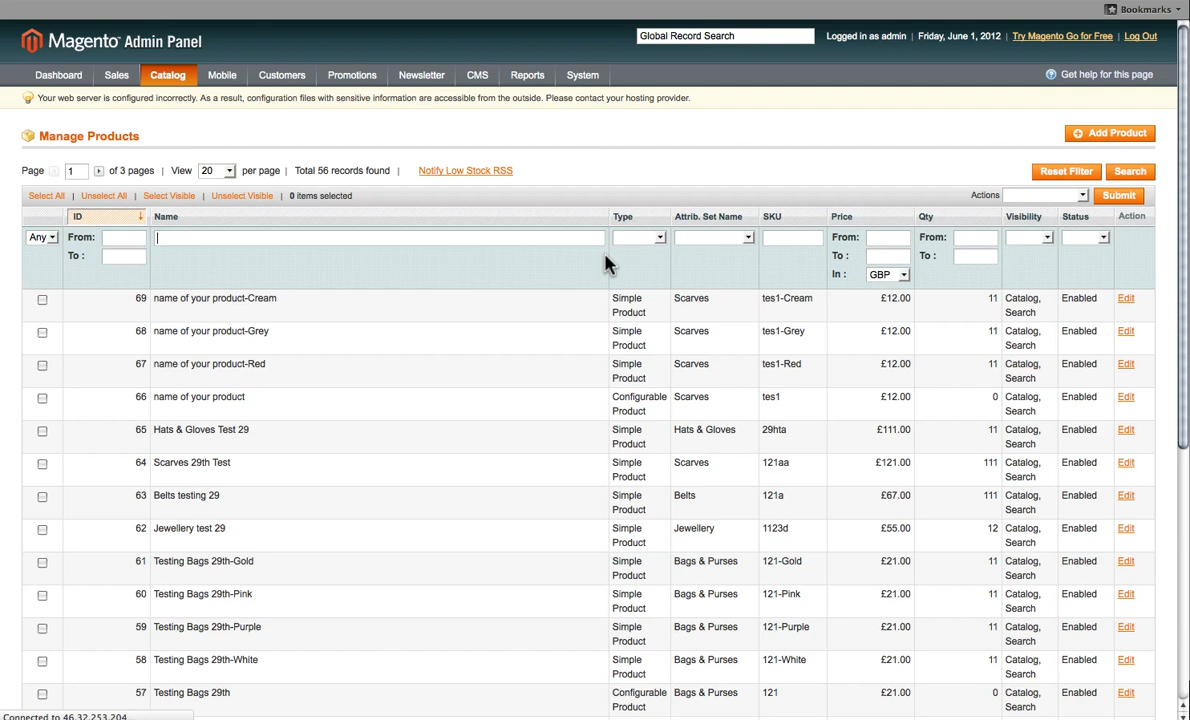 Bookmarks
Magento Admin Panel
Global Record Search
Logged in as admin | Friday, June 1, 2012 | Try Magento Go for Free | Log Out
Dashboard Sales Catalog Mobile Customers Promotions Newsletter CMS Reports System
Get help for this page
Your web server is configured incorrectly. As a result, configuration files with sensitive information are accessible from the outside. Please contact your hosting provider.
Manage Products
Add Product
Page 1 of 3 pages | View 20 per page | Total 56 records found | Notify Low Stock RSS
Reset Filter Search
Select All | Unselect All | Select Visible | Unselect Visible | 0 items selected
Actions Submit
ID Name Type Attrib. Set Name SKU Price Qty Visibility Status Action
Any From: From: From:
To : To : To :
In : GBP
69 name of your product-Cream Simple Scarves tes1-Cream £12.00 11 Catalog, Enabled Edit
Product Search
68 name of your product-Grey Simple Scarves tes1-Grey £12.00 11 Catalog, Enabled Edit
Product Search
67 name of your product-Red Simple Scarves tes1-Red £12.00 11 Catalog, Enabled Edit
Product Search
66 name of your product Configurable Scarves tes1 £12.00 0 Catalog, Enabled Edit
Product Search
65 Hats & Gloves Test 29 Simple Hats & Gloves 29hta £111.00 11 Catalog, Enabled Edit
Product Search
64 Scarves 29th Test Simple Scarves 121aa £121.00 111 Catalog, Enabled Edit
Product Search
63 Belts testing 29 Simple Belts 121a £67.00 111 Catalog, Enabled Edit
Product Search
62 Jewellery test 29 Simple Jewellery 1123d £55.00 12 Catalog, Enabled Edit
Product Search
61 Testing Bags 29th-Gold Simple Bags & Purses 121-Gold £21.00 11 Catalog, Enabled Edit
Product Search
60 Testing Bags 29th-Pink Simple Bags & Purses 121-Pink £21.00 11 Catalog, Enabled Edit
Product Search
59 Testing Bags 29th-Purple Simple Bags & Purses 121-Purple £21.00 11 Catalog, Enabled Edit
Product Search
58 Testing Bags 29th-White Simple Bags & Purses 121-White £21.00 11 Catalog, Enabled Edit
Product Search
57 Testing Bags 29th Configurable Bags & Purses 121 £21.00 0 Catalog, Enabled Edit
Product Search
Connected to 46.32.253.204...